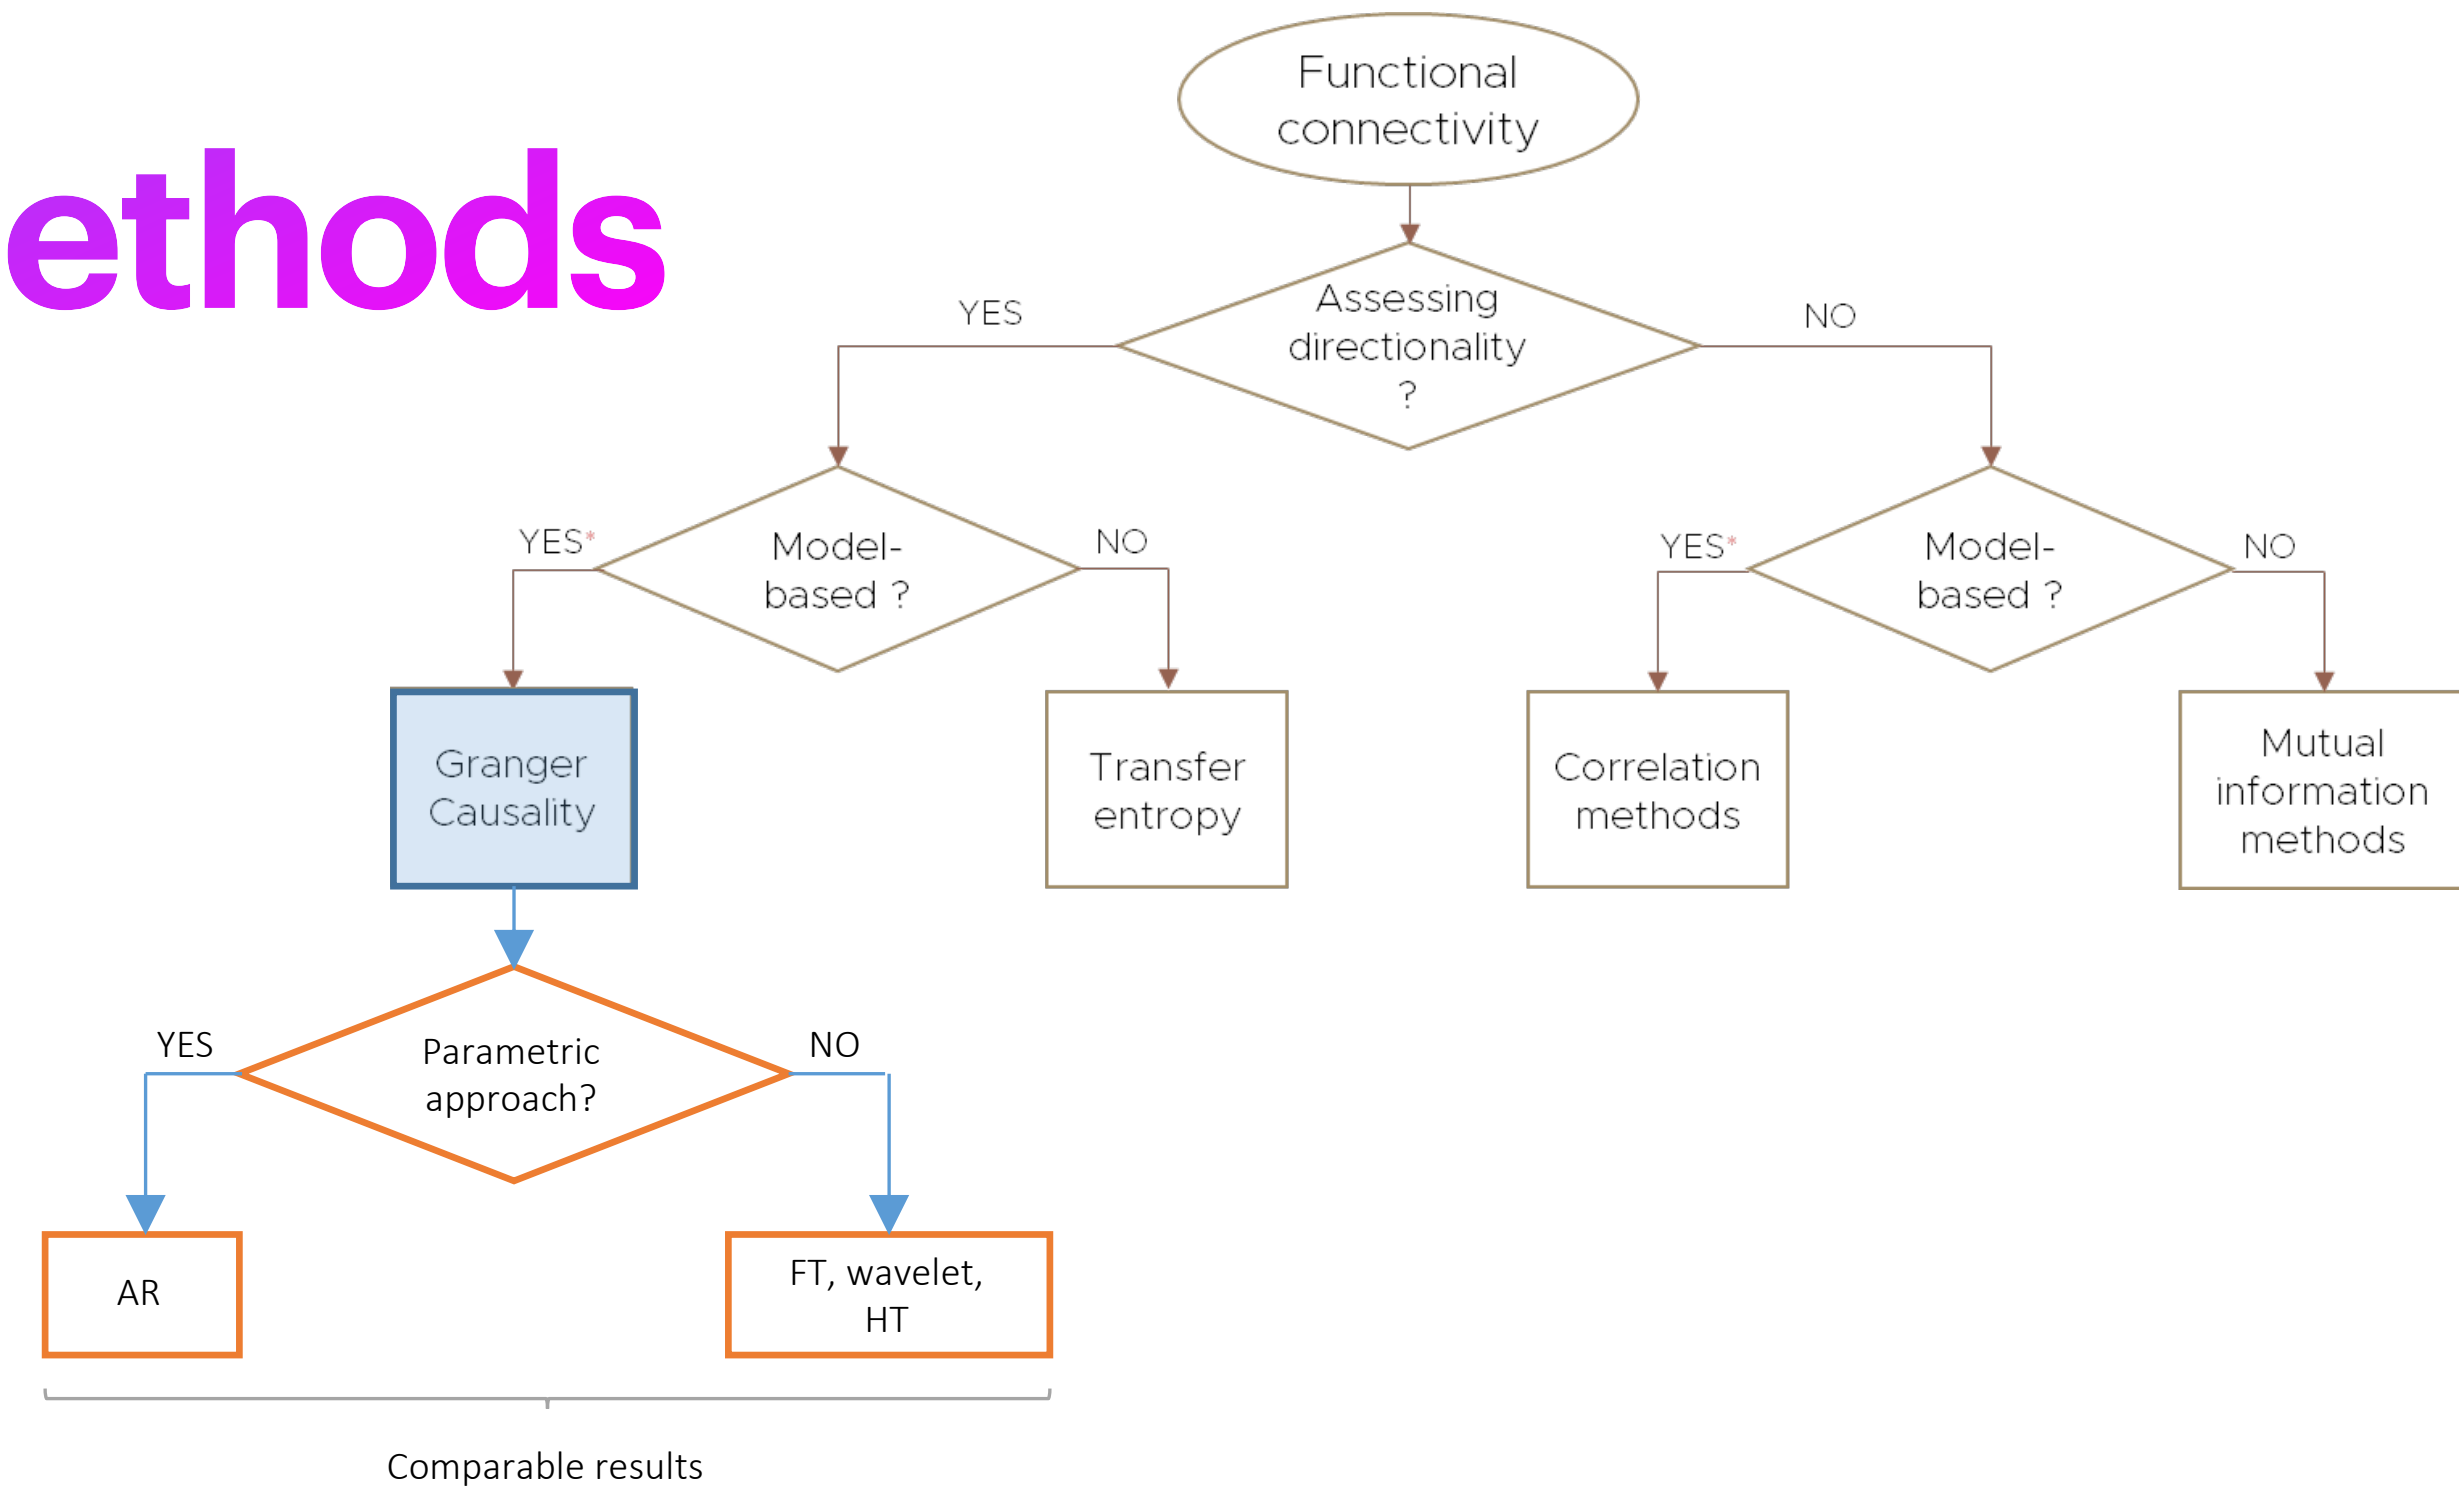 Functional
connectivity
ethods
Assessing
directionality
?
YES
NO
Model-
based ?
YES*
NO
Model-
based ?
YES*
NO
Granger
Causality
Transfer
entropy
Correlation
methods
Mutual
information
methods
Parametric
approach?
YES
NO
AR
FT, wavelet,
HT
Comparable results